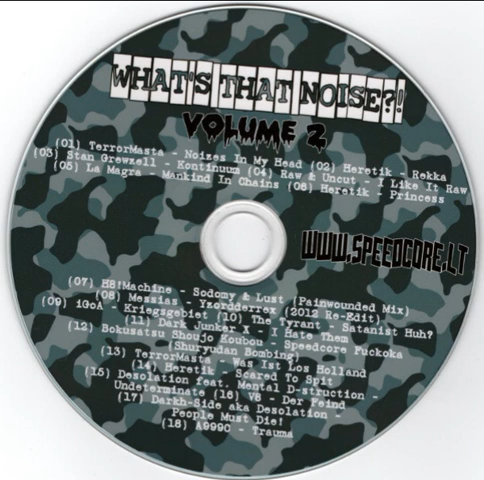 WHAT'S THAT NOISE?!
VOLUME 2
(01) TerrorMasta - Noizes In My Head (02) Heretik - Rekka
(03) Stan Grewzell - Kontinuum (04) Raw & Uncut - I Like It Raw
(05) La Magra - Mankind In Chains (06) Heretik - Princess
WWW.SPEEDCORE.LT
(07) H8!Machine - Sodomy & Lust (Painwounded Mix)
(08) Messias - Yzordderrex (2012 Re-Edit)
(09) iGoA - Kriegsgebiet (10) The Tyrant - Satanist Huh?
(11) Dark Junker X - I Hate Them
(12) Bokusatsu Shoujo Koubou - Speedcore Fuckoka
(Shuryudan Bombing)
(13) TerrorMasta - Was Ist Los Holland
(14) Heretik - Scared To Spit
(15) Desolation feat. Mental D-struction -
Undeterminate (16) V8 - Der Feind
(17) Darkh-Side aka Desolation -
People Must Die!
(18) A999C - Trauma